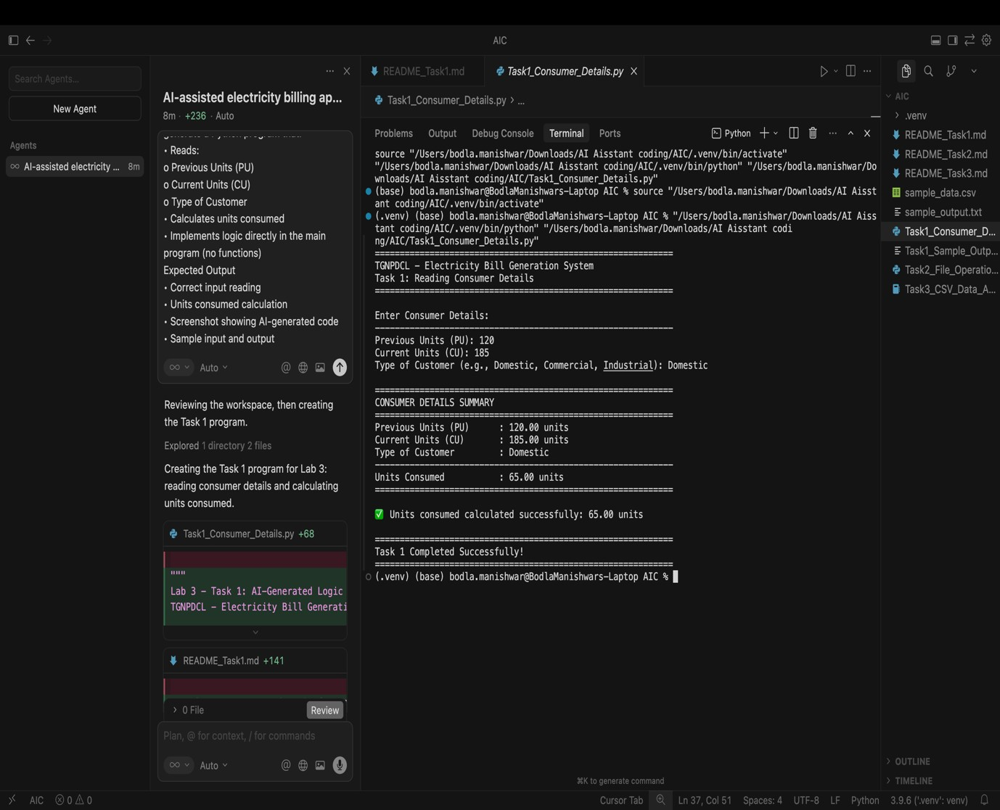 AIC
Search Agents...
New Agent
Agents
AI-assisted electricity ... 8m
AI-assisted electricity billing ap...
8m · +236 · Auto
• Reads:
o Previous Units (PU)
o Current Units (CU)
o Type of Customer
• Calculates units consumed
• Implements logic directly in the main
program (no functions)
Expected Output
• Correct input reading
• Units consumed calculation
• Screenshot showing AI-generated code
• Sample input and output
Auto
Reviewing the workspace, then creating
the Task 1 program.
Explored 1 directory 2 files
Creating the Task 1 program for Lab 3:
reading consumer details and calculating
units consumed.
Task1_Consumer_Details.py +68
"""
Lab 3 – Task 1: AI-Generated Logic
TGNPDCL – Electricity Bill Generati
README_Task1.md +141
0 File
Review
Plan, @ for context, / for commands
Auto
README_Task1.md
Task1_Consumer_Details.py
Task1_Consumer_Details.py > ...
Problems Output Debug Console Terminal Ports
Python
source "/Users/bodla.manishwar/Downloads/AI Aisstant coding/AIC/.venv/bin/activate"
"/Users/bodla.manishwar/Downloads/AI Aisstant coding/AIC/.venv/bin/python" "/Users/bodla.manishwar/Do
wnloads/AI Aisstant coding/AIC/Task1_Consumer_Details.py"
(base) bodla.manishwar@BodlaManishwars-Laptop AIC % source "/Users/bodla.manishwar/Downloads/AI Aisst
ant coding/AIC/.venv/bin/activate"
(.venv) (base) bodla.manishwar@BodlaManishwars-Laptop AIC % "/Users/bodla.manishwar/Downloads/AI Aiss
tant coding/AIC/.venv/bin/python" "/Users/bodla.manishwar/Downloads/AI Aisstant codi
ng/AIC/Task1_Consumer_Details.py"
============================================================
TGNPDCL – Electricity Bill Generation System
Task 1: Reading Consumer Details
============================================================
Enter Consumer Details:
------------------------------------------------------------
Previous Units (PU): 120
Current Units (CU): 185
Type of Customer (e.g., Domestic, Commercial, Industrial): Domestic
============================================================
CONSUMER DETAILS SUMMARY
============================================================
Previous Units (PU) : 120.00 units
Current Units (CU) : 185.00 units
Type of Customer : Domestic
------------------------------------------------------------
Units Consumed : 65.00 units
============================================================
✅ Units consumed calculated successfully: 65.00 units
============================================================
Task 1 Completed Successfully!
============================================================
(.venv) (base) bodla.manishwar@BodlaManishwars-Laptop AIC %
⌘K to generate command
AIC
.venv
README_Task1.md
README_Task2.md
README_Task3.md
sample_data.csv
sample_output.txt
Task1_Consumer_D...
Task1_Sample_Outp...
Task2_File_Operatio...
Task3_CSV_Data_A...
OUTLINE
TIMELINE
AIC 0 0
Cursor Tab Ln 37, Col 51 Spaces: 4 UTF-8 LF Python 3.9.6 ('.venv': venv)